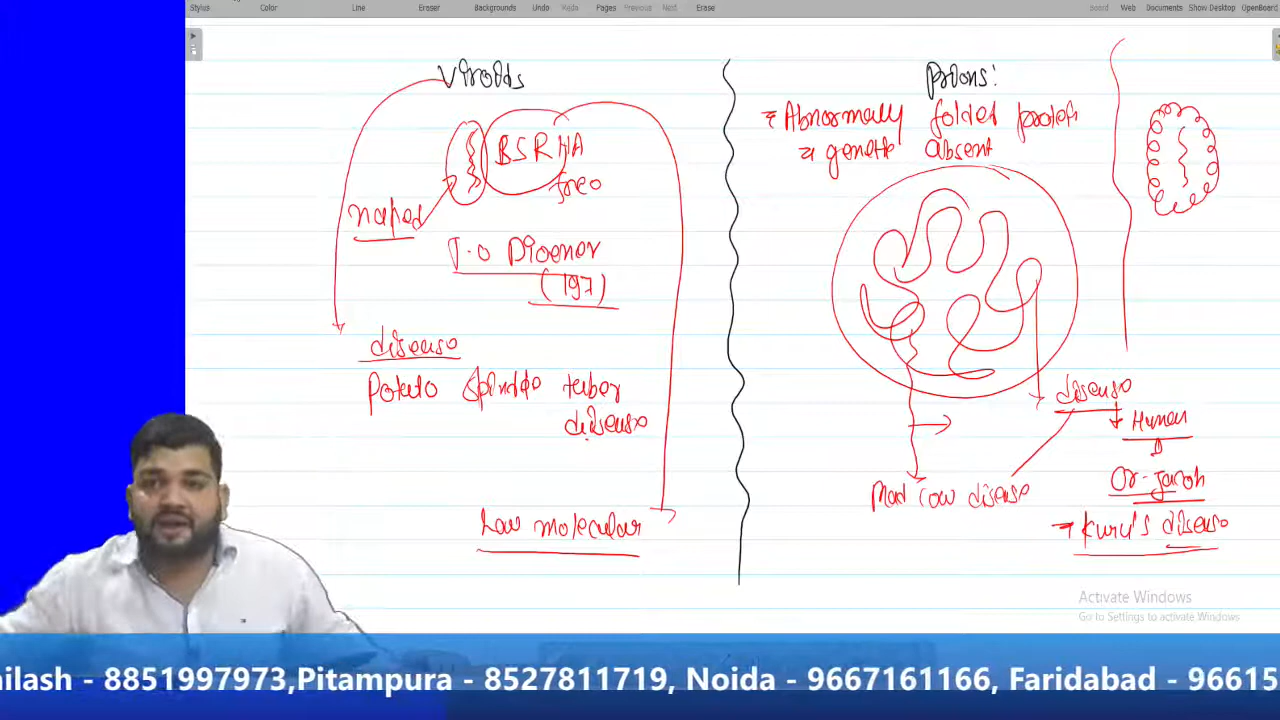 Stylus Color Line Eraser Backgrounds Undo Redo Pages Previous Next Erase Board Web Documents Show Desktop OpenBoard
Viroids
BSRNA
free
naked
T.O Dioener
(197)
disease
Potato spindle tuber
disease
Low molecular
Prions:
Abnormally folded protein
genetic absent
disease
Human
Cr-Jacob
Mad Cow disease
Kuru's disease
Activate Windows
Go to Settings to activate Windows
ilash - 8851997973,Pitampura - 8527811719, Noida - 9667161166, Faridabad - 96615